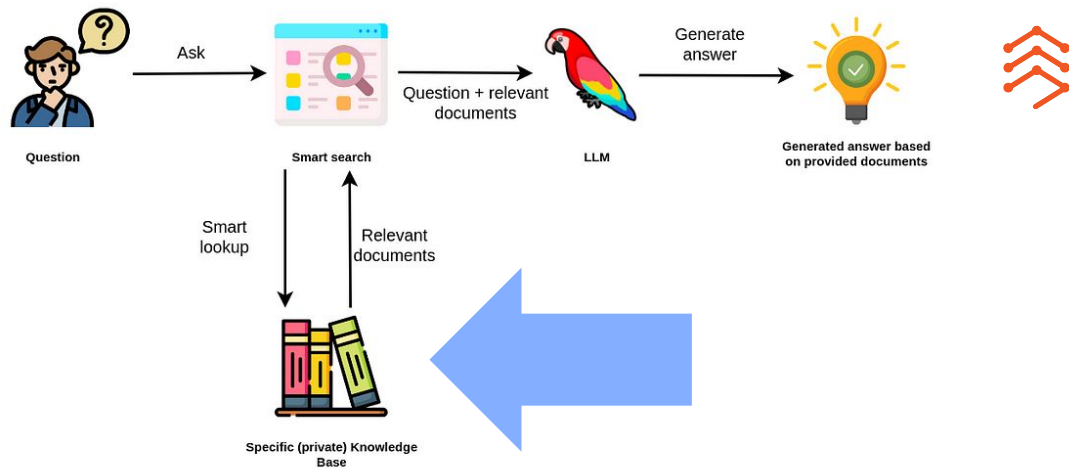 ?
Ask
Generate
answer
Question + relevant
documents
Question
Smart search
LLM
Generated answer based
on provided documents
Smart
lookup
Relevant
documents
Specific (private) Knowledge
Base